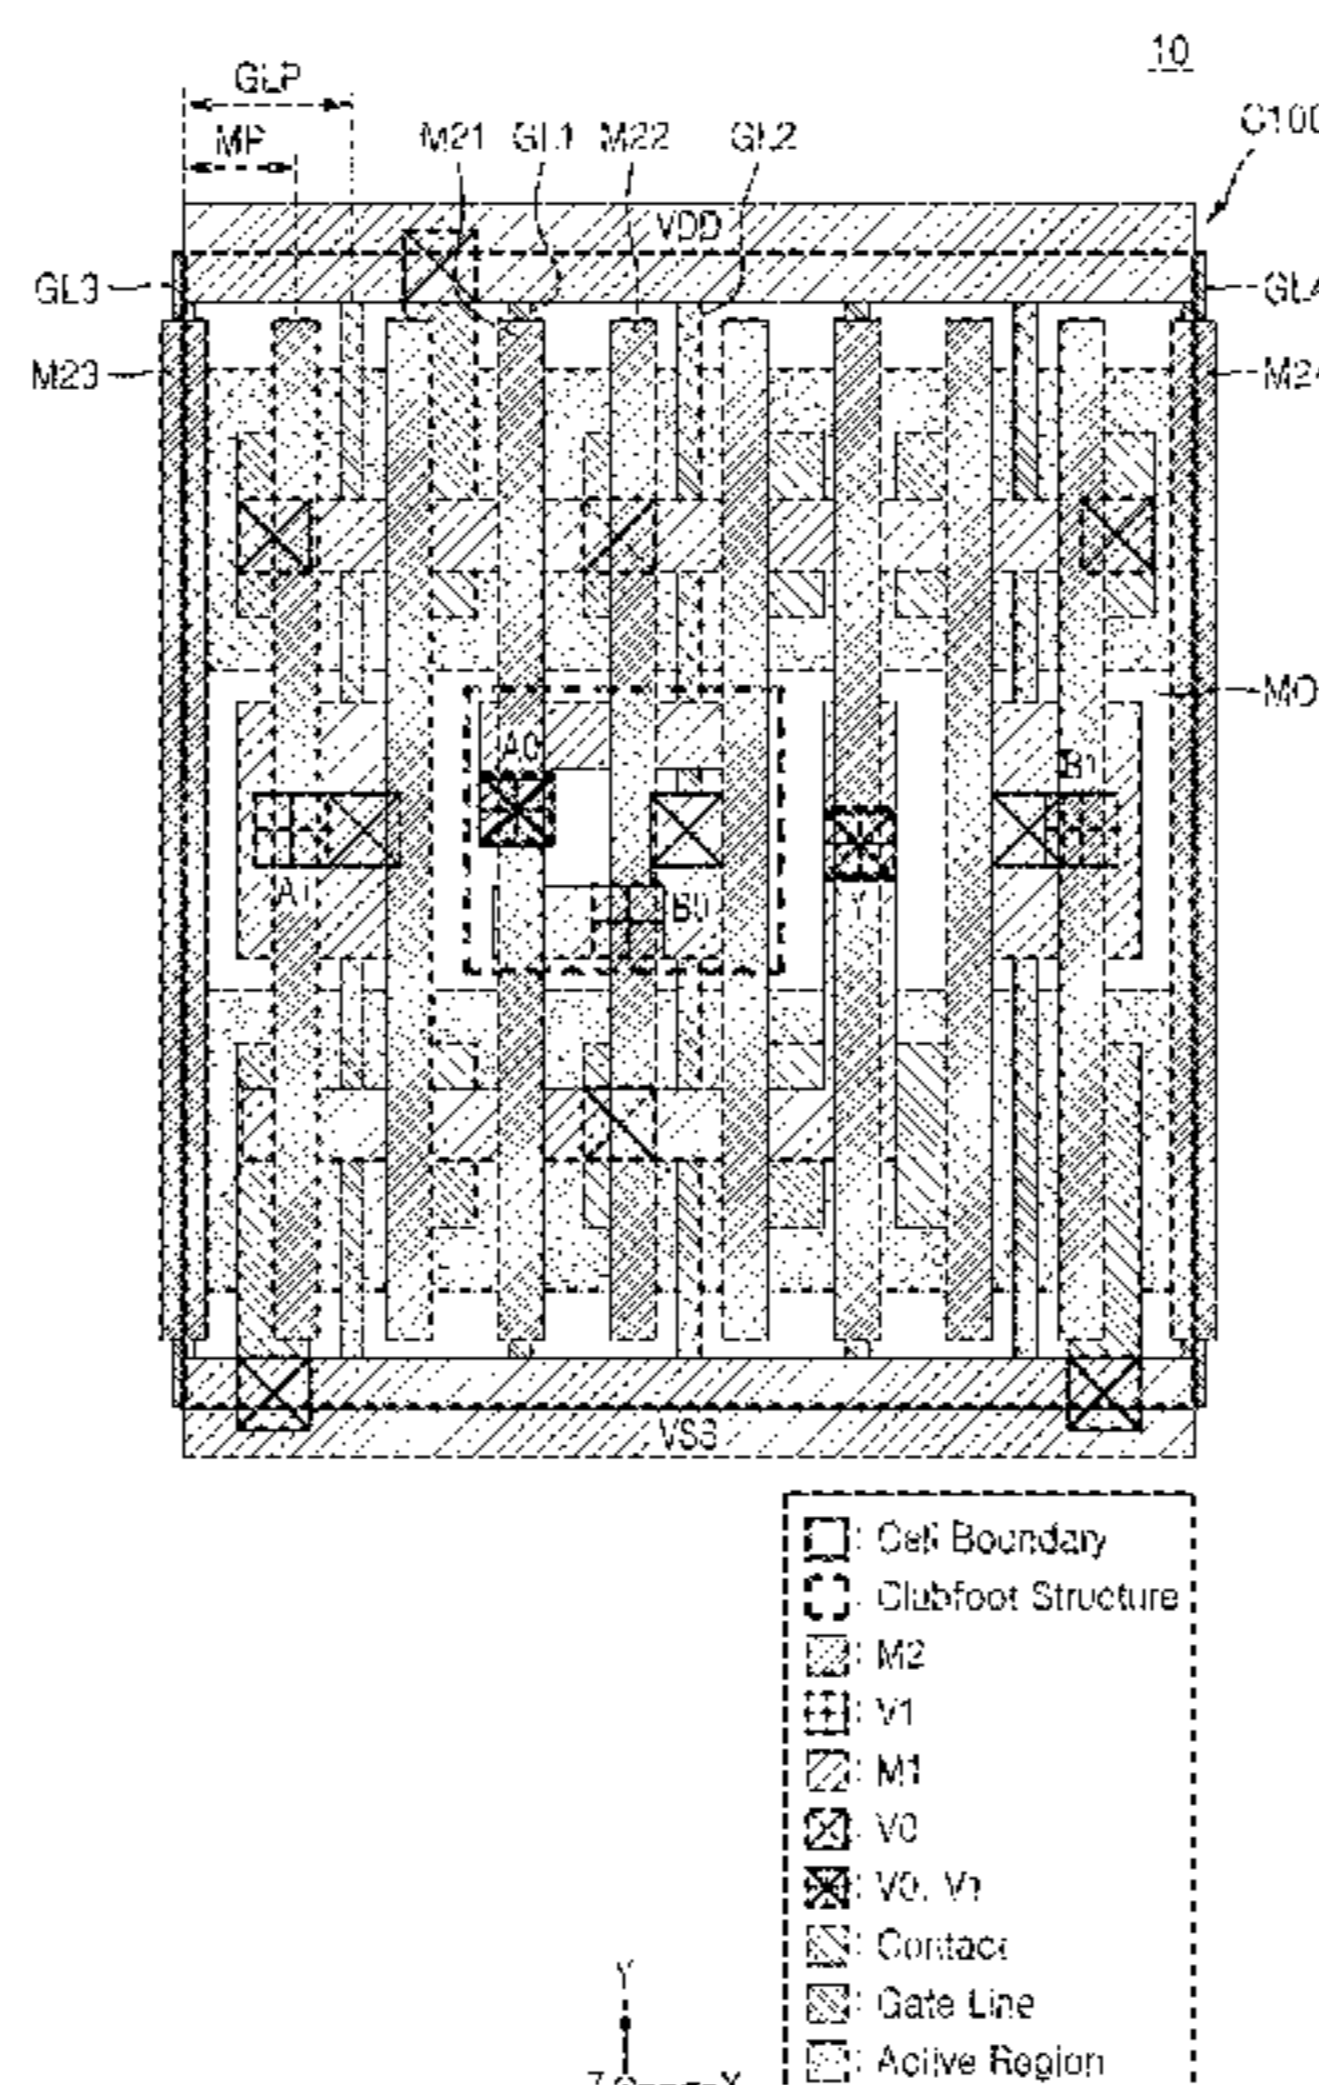 10
GLP
C100
MP
M21 GL1 M22 GL2
VDD
GL3
GL4
M23
M24
MO
A0
B1
A1
B0
Y
VSS
: Cell Boundary
: Clubfoot Structure
: M2
: V1
: M1
: V0
: V0, V1
: Contact
: Gate Line
: Active Region
Y
Z X